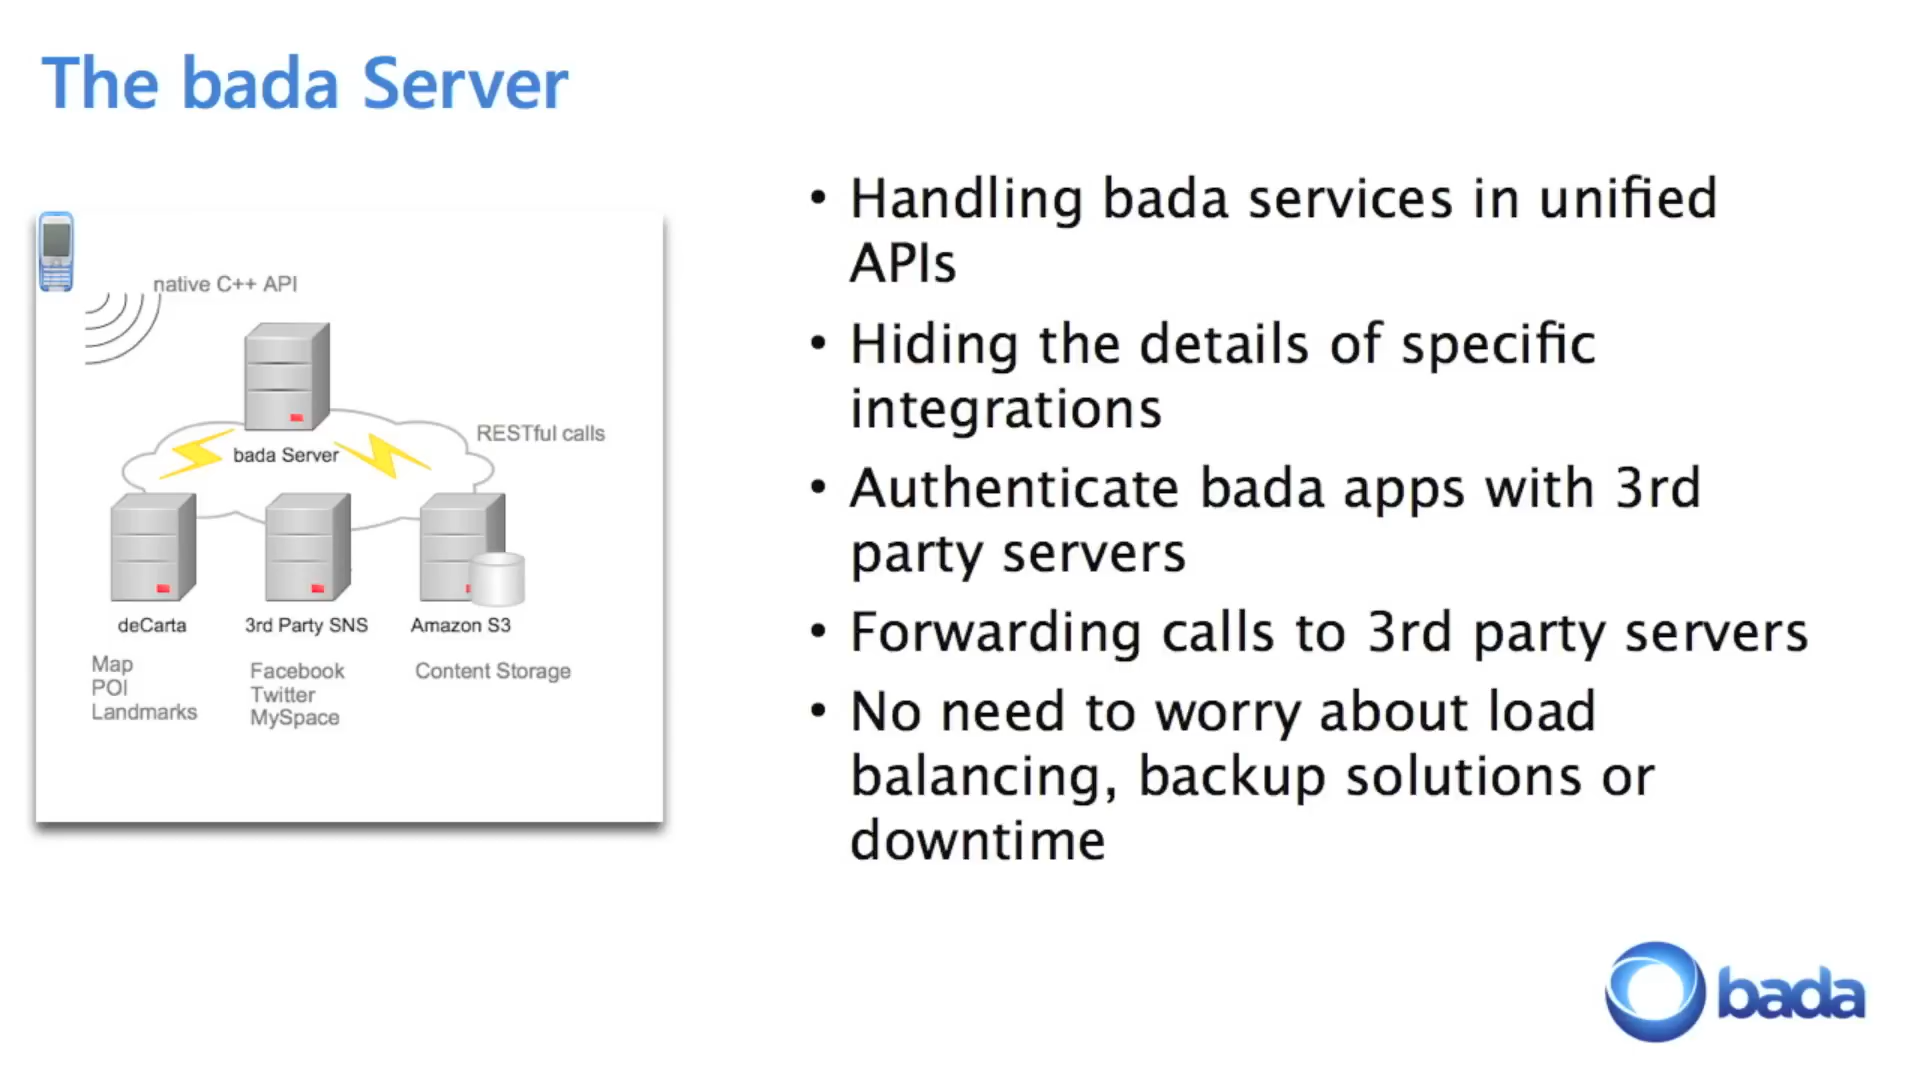 The bada Server
native C++ API
RESTful calls
bada Server
deCarta
Map
POI
Landmarks
3rd Party SNS
Facebook
Twitter
MySpace
Amazon S3
Content Storage
• Handling bada services in unified
APIs
• Hiding the details of specific
integrations
• Authenticate bada apps with 3rd
party servers
• Forwarding calls to 3rd party servers
• No need to worry about load
balancing, backup solutions or
downtime
bada